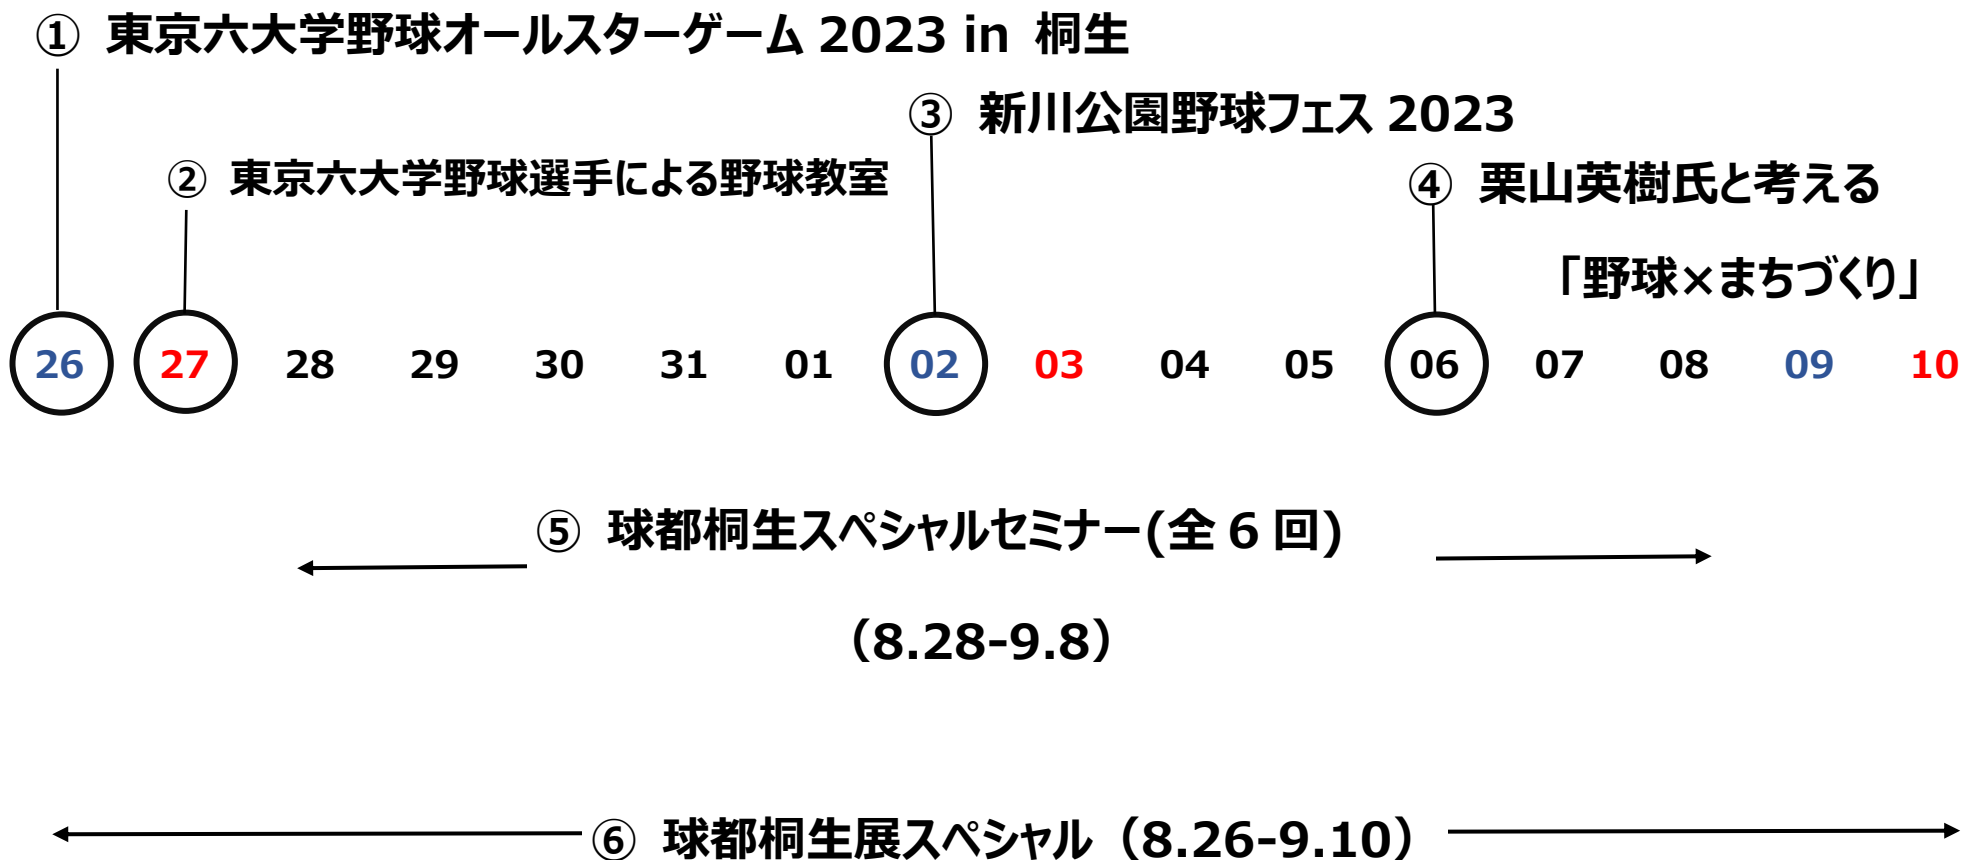 ① 東京六大学野球オールスターゲーム 2023 in 桐生
③ 新川公園野球フェス 2023
② 東京六大学野球選手による野球教室
④ 栗山英樹氏と考える
「野球×まちづくり」
26 27 28 29 30 31 01 02 03 04 05 06 07 08 09 10
⑤ 球都桐生スペシャルセミナー(全 6 回)
（8.28-9.8）
⑥ 球都桐生展スペシャル（8.26-9.10）